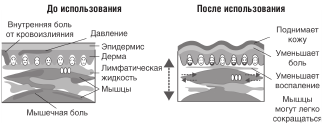 До использования
Внутренняя боль
от кровоизлияния
Давление
Эпидермис
Дерма
Лимфатическая
жидкость
Мышцы
Мышечная боль
После использования
Поднимает
кожу
Уменьшает
боль
Уменьшает
воспаление
Мышцы
могут легко
сокращаться